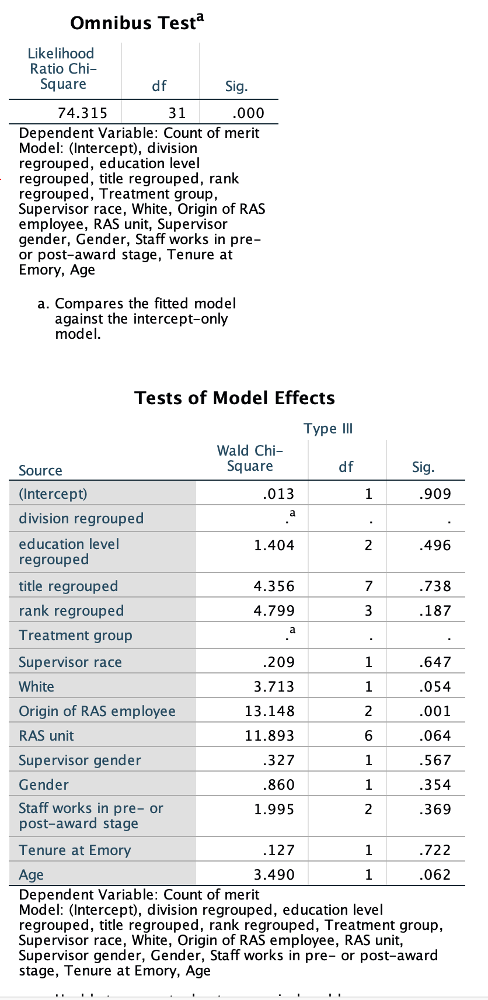 Omnibus Testa
Likelihood
Ratio Chi-
Square df Sig.
74.315 31 .000
Dependent Variable: Count of merit
Model: (Intercept), division
regrouped, education level
regrouped, title regrouped, rank
regrouped, Treatment group,
Supervisor race, White, Origin of RAS
employee, RAS unit, Supervisor
gender, Gender, Staff works in pre-
or post-award stage, Tenure at
Emory, Age
a. Compares the fitted model
against the intercept-only
model.
Tests of Model Effects
Type III
Wald Chi-
Source Square df Sig.
(Intercept) .013 1 .909
division regrouped .a . .
education level 1.404 2 .496
regrouped
title regrouped 4.356 7 .738
rank regrouped 4.799 3 .187
Treatment group .a . .
Supervisor race .209 1 .647
White 3.713 1 .054
Origin of RAS employee 13.148 2 .001
RAS unit 11.893 6 .064
Supervisor gender .327 1 .567
Gender .860 1 .354
Staff works in pre- or 1.995 2 .369
post-award stage
Tenure at Emory .127 1 .722
Age 3.490 1 .062
Dependent Variable: Count of merit
Model: (Intercept), division regrouped, education level
regrouped, title regrouped, rank regrouped, Treatment group,
Supervisor race, White, Origin of RAS employee, RAS unit,
Supervisor gender, Gender, Staff works in pre- or post-award
stage, Tenure at Emory, Age